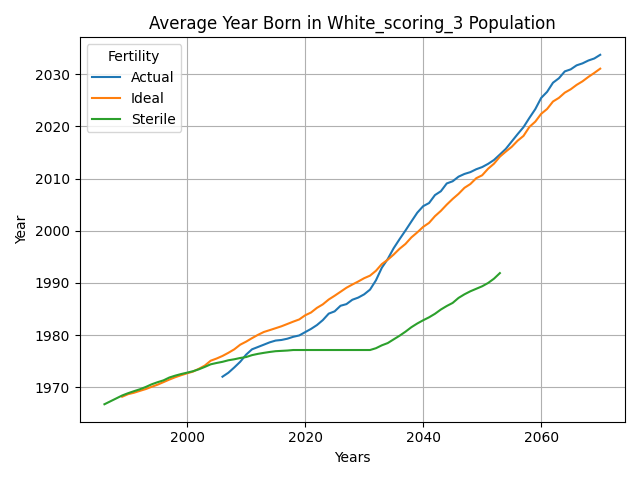 Average Year Born in White_scoring_3 Population
Fertility
Actual
Ideal
Sterile
2030
2020
2010
2000
1990
1980
1970
Year
2000
2020
2040
2060
Years